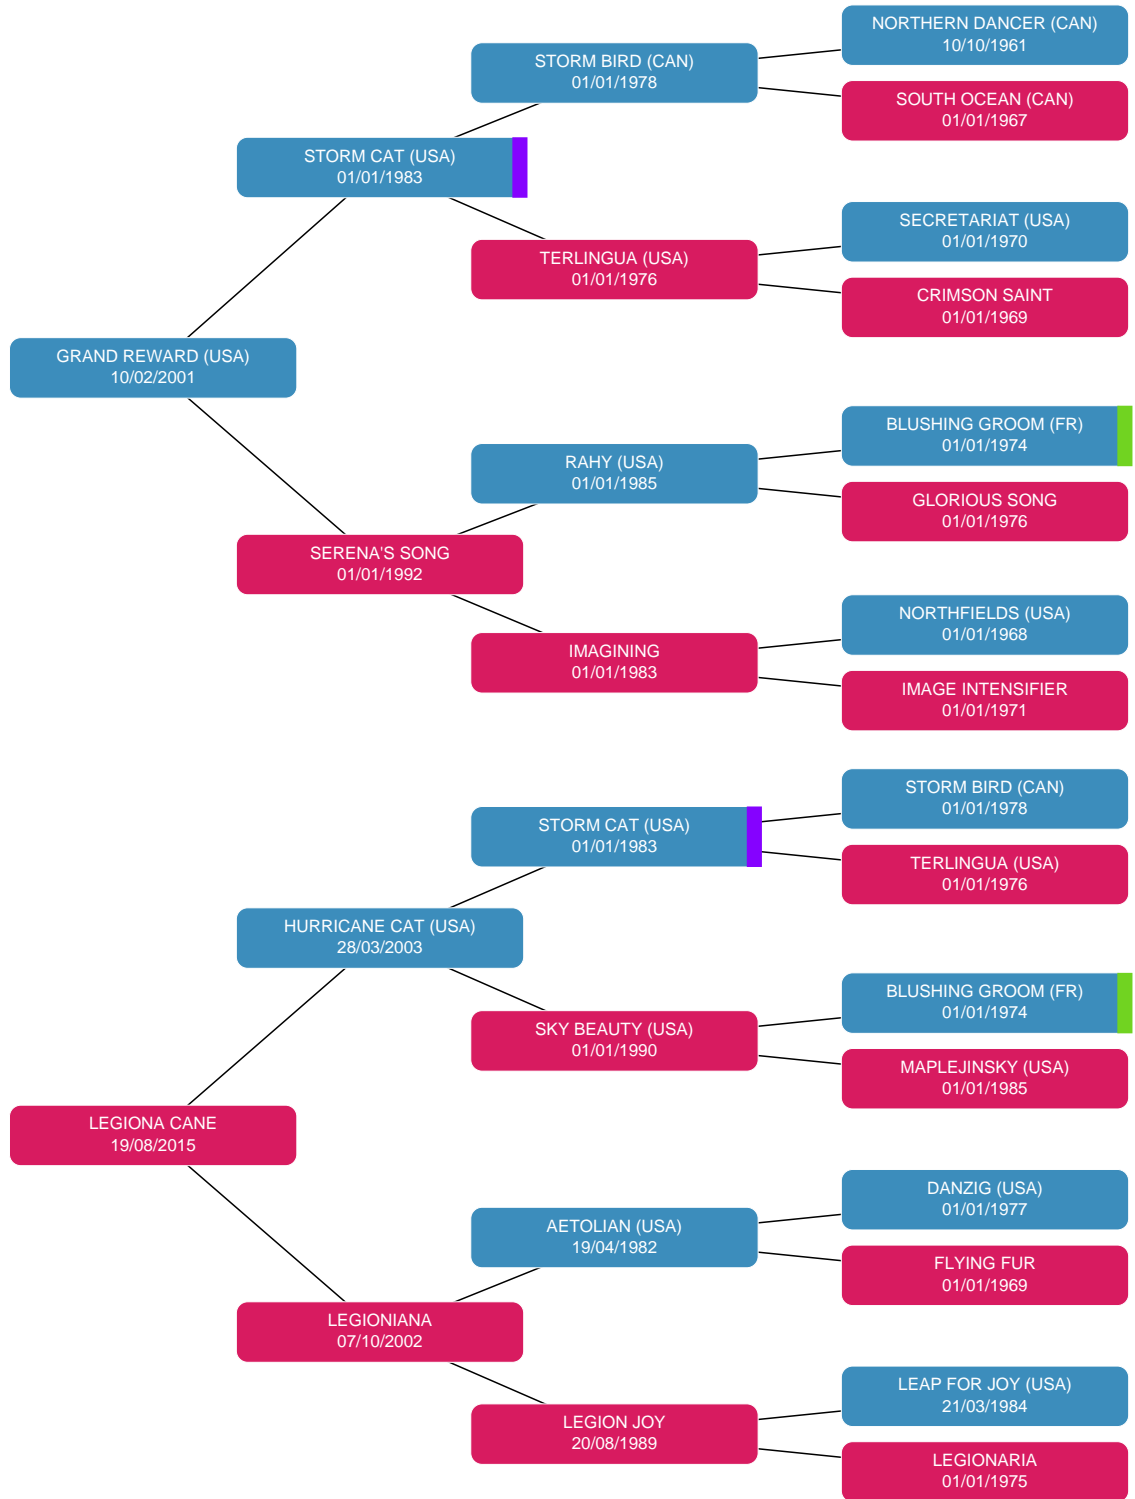 NORTHERN DANCER (CAN)
10/10/1961
STORM BIRD (CAN)
01/01/1978
SOUTH OCEAN (CAN)
01/01/1967
STORM CAT (USA)
01/01/1983
SECRETARIAT (USA)
01/01/1970
TERLINGUA (USA)
01/01/1976
CRIMSON SAINT
01/01/1969
GRAND REWARD (USA)
10/02/2001
BLUSHING GROOM (FR)
01/01/1974
RAHY (USA)
01/01/1985
GLORIOUS SONG
01/01/1976
SERENA'S SONG
01/01/1992
NORTHFIELDS (USA)
01/01/1968
IMAGINING
01/01/1983
IMAGE INTENSIFIER
01/01/1971
STORM BIRD (CAN)
01/01/1978
STORM CAT (USA)
01/01/1983
TERLINGUA (USA)
01/01/1976
HURRICANE CAT (USA)
28/03/2003
BLUSHING GROOM (FR)
01/01/1974
SKY BEAUTY (USA)
01/01/1990
MAPLEJINSKY (USA)
01/01/1985
LEGIONA CANE
19/08/2015
DANZIG (USA)
01/01/1977
AETOLIAN (USA)
19/04/1982
FLYING FUR
01/01/1969
LEGIONIANA
07/10/2002
LEAP FOR JOY (USA)
21/03/1984
LEGION JOY
20/08/1989
LEGIONARIA
01/01/1975